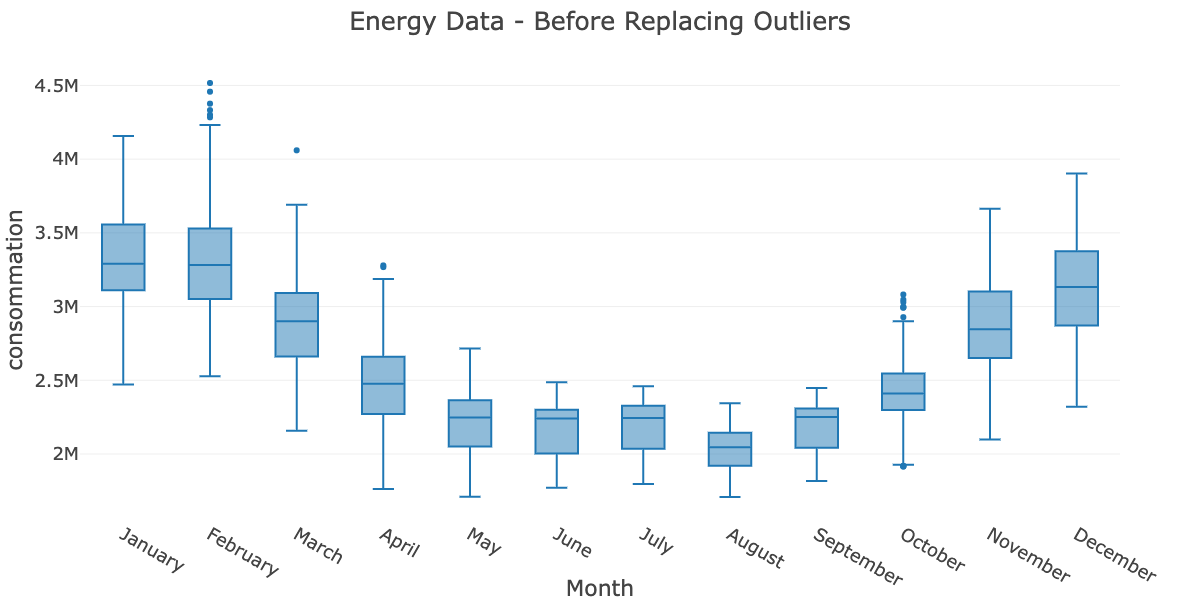 Energy Data - Before Replacing Outliers
4.5M
4M
3.5M
3M
2.5M
2M
consommation
January
February
March
April
May
June
July
August
September
October
November
December
Month